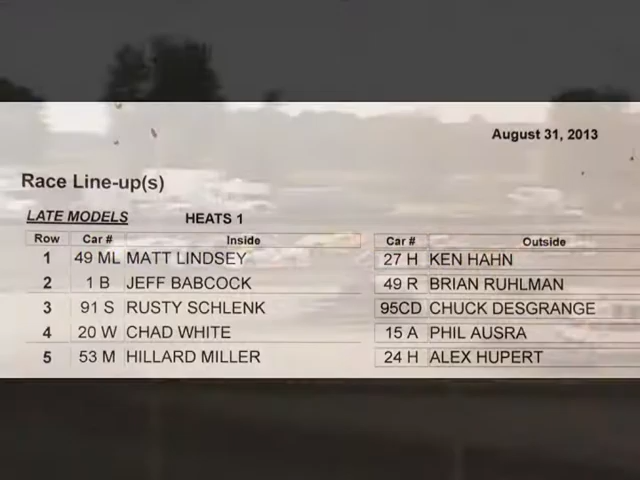 August 31, 2013
Race Line-up(s)
LATE MODELS HEATS 1
Row Car # Inside Car # Outside
1 49 ML MATT LINDSEY 27 H KEN HAHN
2 1 B JEFF BABCOCK 49 R BRIAN RUHLMAN
3 91 S RUSTY SCHLENK 95CD CHUCK DESGRANGE
4 20 W CHAD WHITE 15 A PHIL AUSRA
5 53 M HILLARD MILLER 24 H ALEX HUPERT